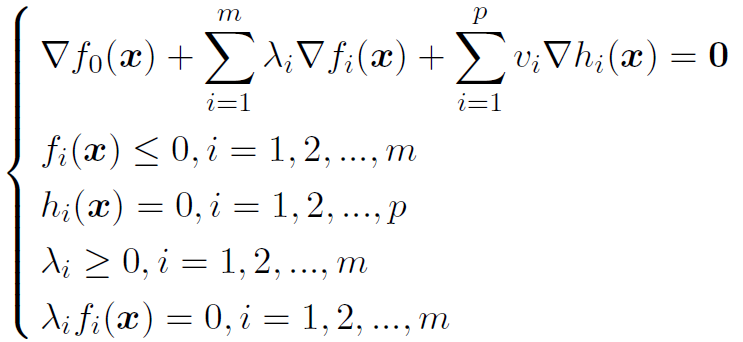 ∇f₀(𝒙) + ∑_{i=1}^{m} λᵢ∇fᵢ(𝒙) + ∑_{i=1}^{p} vᵢ∇hᵢ(𝒙) = 𝟎
fᵢ(𝒙) ≤ 0, i = 1, 2, ..., m
hᵢ(𝒙) = 0, i = 1, 2, ..., p
λᵢ ≥ 0, i = 1, 2, ..., m
λᵢfᵢ(𝒙) = 0, i = 1, 2, ..., m